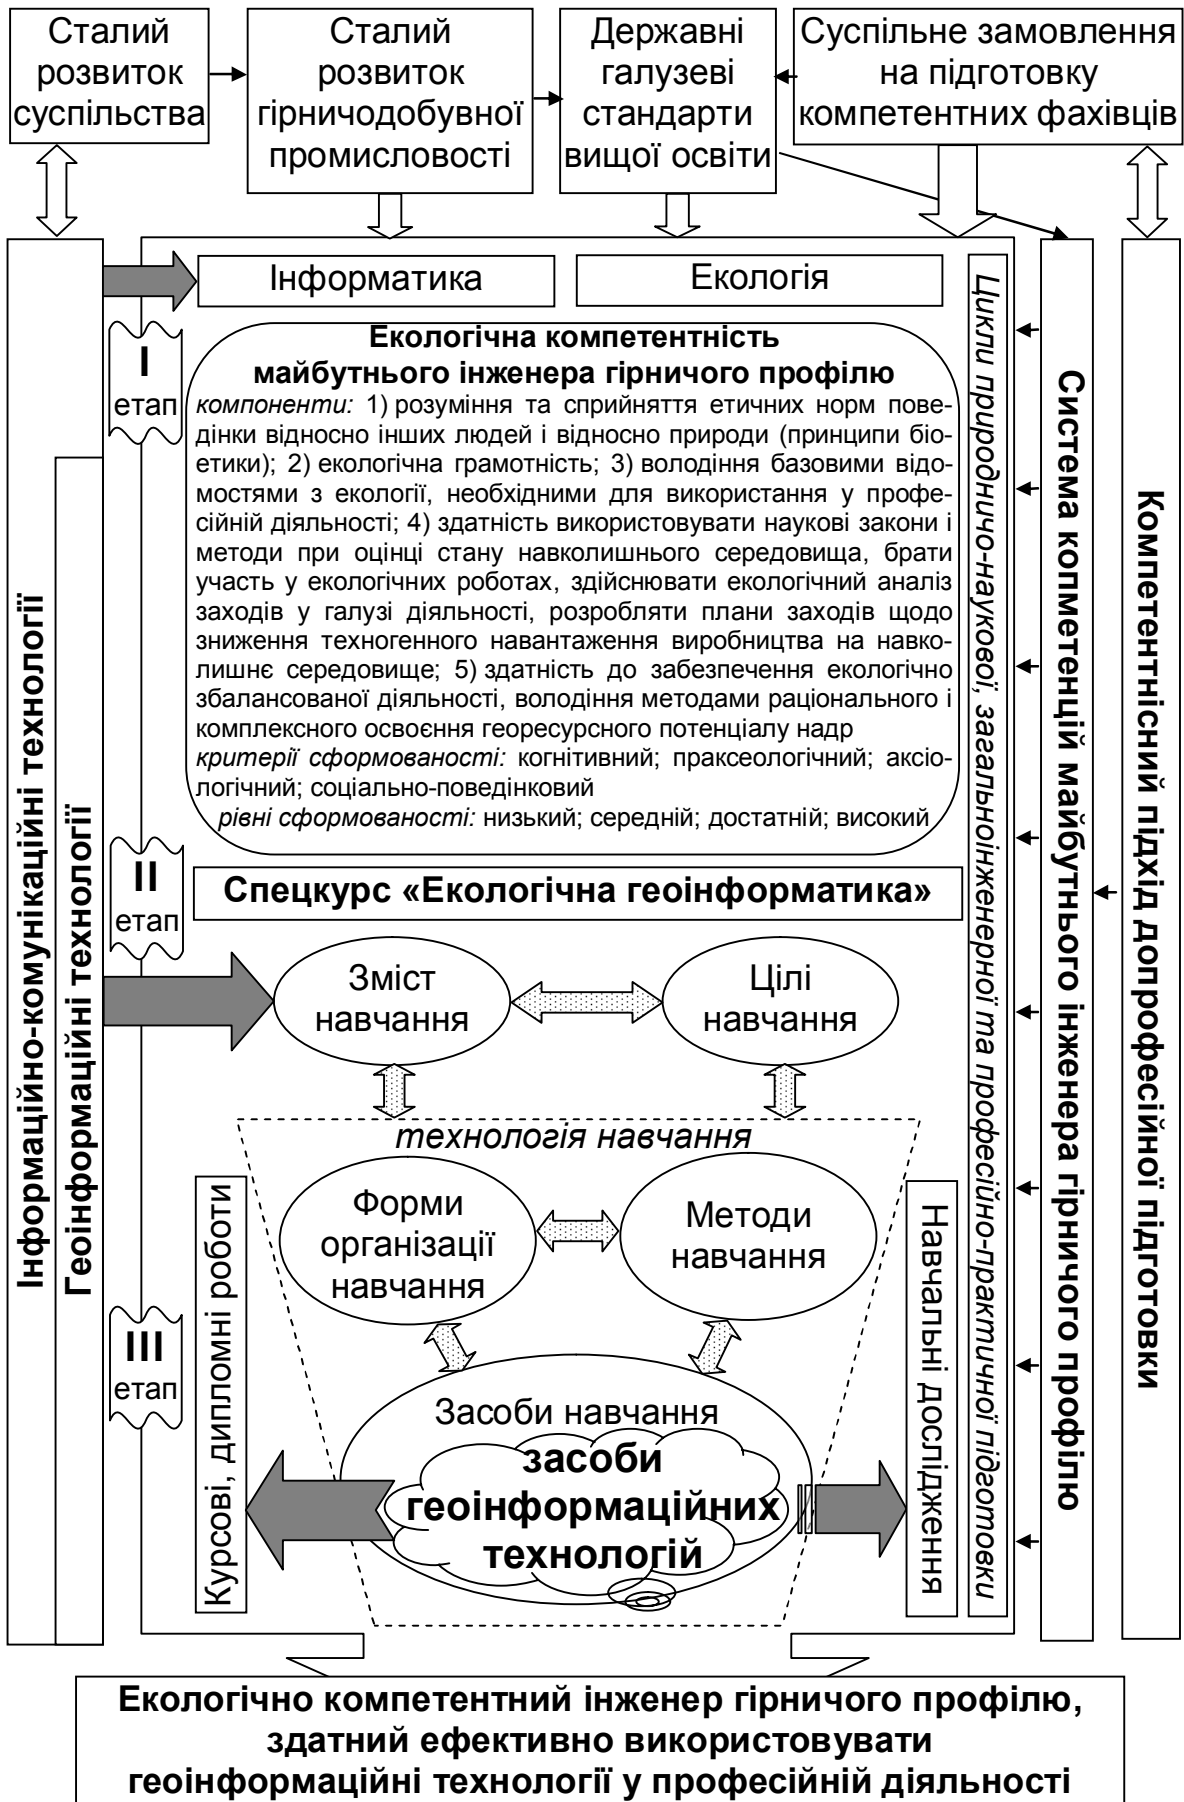 Сталий
розвиток
суспільства
Сталий
розвиток
гірничодобувної
промисловості
Державні
галузеві
стандарти
вищої освіти
Суспільне замовлення
на підготовку
компетентних фахівців
Інформаційно-комунікаційні технології
Геоінформаційні технології
Інформатика
Екологія
I
етап
Екологічна компетентність
майбутнього інженера гірничого профілю
компоненти: 1) розуміння та сприйняття етичних норм пове-
дінки відносно інших людей і відносно природи (принципи біо-
етики); 2) екологічна грамотність; 3) володіння базовими відо-
мостями з екології, необхідними для використання у профе-
сійній діяльності; 4) здатність використовувати наукові закони і
методи при оцінці стану навколишнього середовища, брати
участь у екологічних роботах, здійснювати екологічний аналіз
заходів у галузі діяльності, розробляти плани заходів щодо
зниження техногенного навантаження виробництва на навко-
лишнє середовище; 5) здатність до забезпечення екологічно
збалансованої діяльності, володіння методами раціонального і
комплексного освоєння георесурсного потенціалу надр
критерії сформованості: когнітивний; праксеологічний; аксіо-
логічний; соціально-поведінковий
рівні сформованості: низький; середній; достатній; високий
II
етап
Спецкурс «Екологічна геоінформатика»
Зміст
навчання
Цілі
навчання
технологія навчання
Форми
організації
навчання
Методи
навчання
III
етап
Курсові, дипломні роботи
Засоби навчання
засоби
геоінформаційних
технологій
Навчальні дослідження
Цикли природничо-наукової, загальноінженерної та професійно-практичної підготовки
Система копметенцій майбутнього інженера гірничого профілю
Компетентнісний підхід допрофесійної підготовки
Екологічно компетентний інженер гірничого профілю,
здатний ефективно використовувати
геоінформаційні технології у професійній діяльності